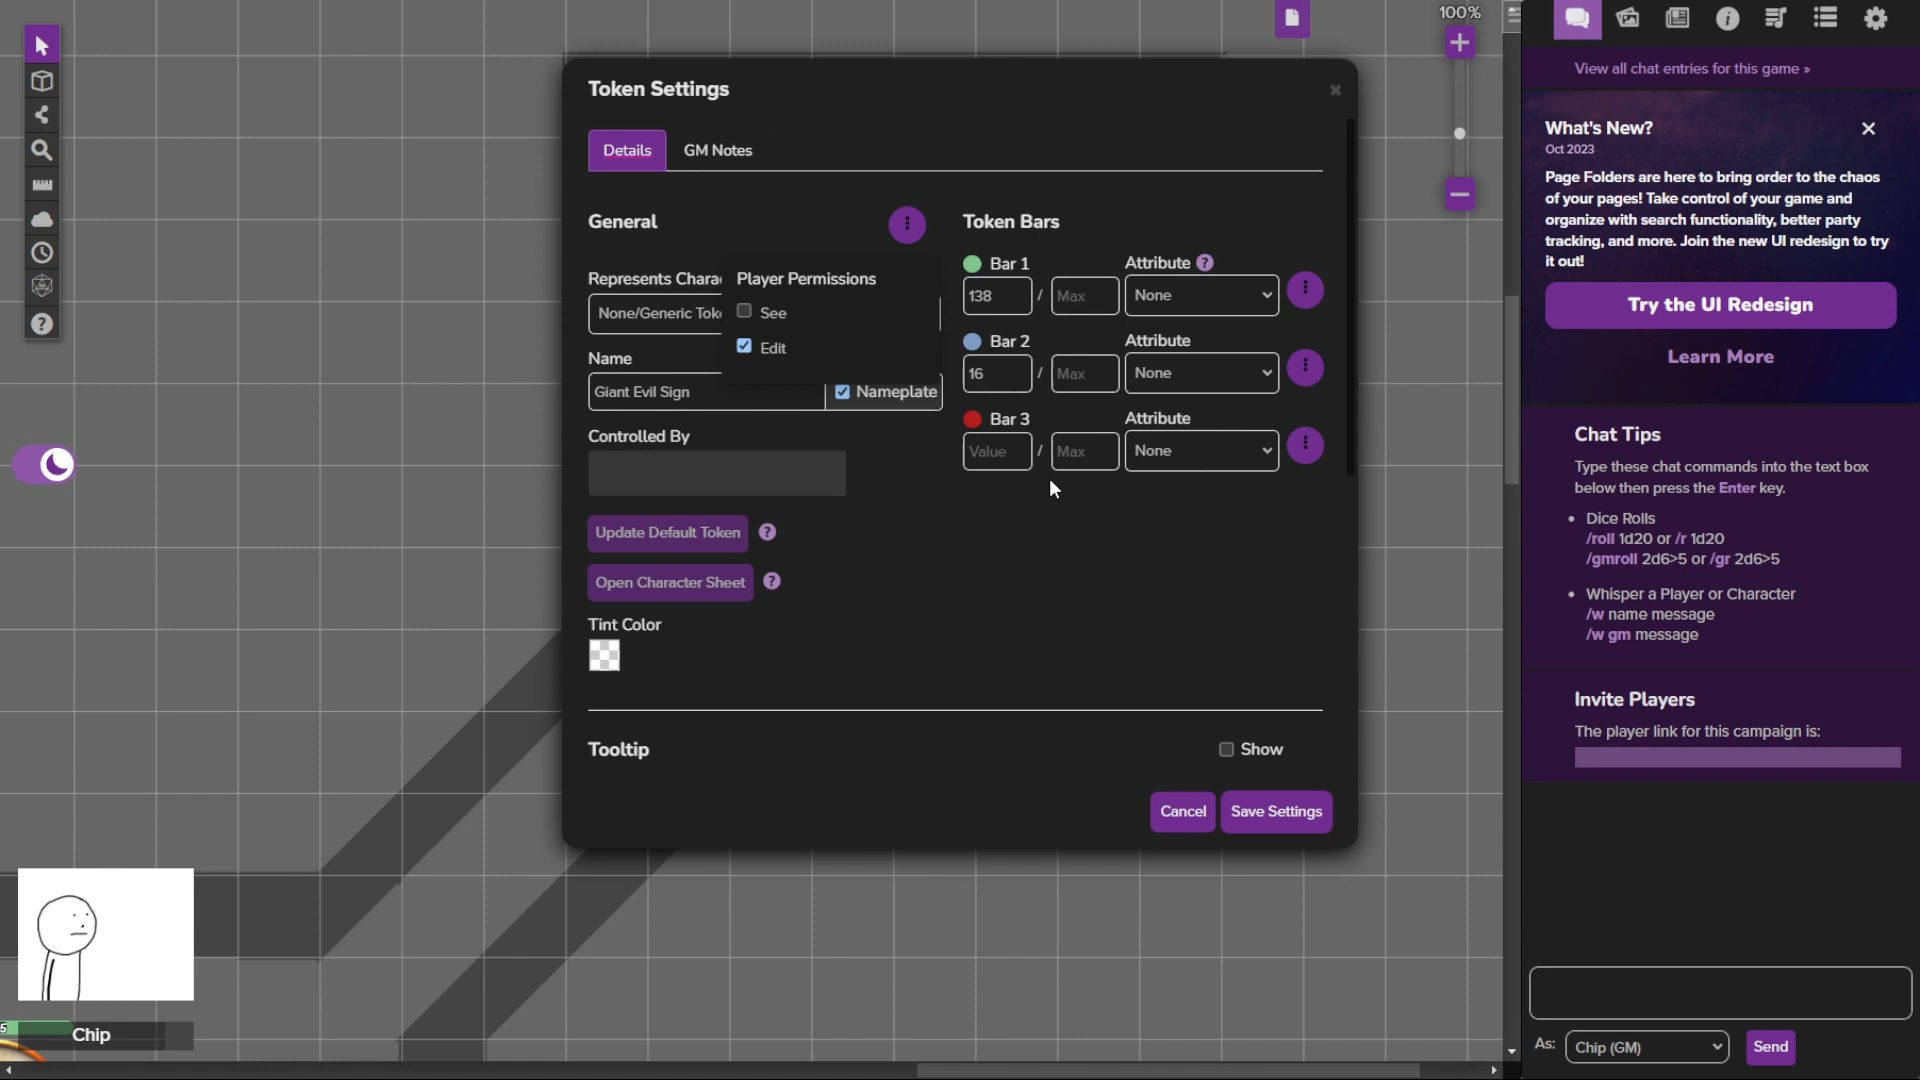 100%
View all chat entries for this game »
Token Settings
Details
GM Notes
General
Represents Charac
Player Permissions
None/Generic Tok
See
Edit
Name
Giant Evil Sign
Nameplate
Controlled By
Update Default Token
?
Open Character Sheet
?
Tint Color
Token Bars
Bar 1
Attribute ?
138 / Max
None
Bar 2
Attribute
16 / Max
None
Bar 3
Attribute
Value / Max
None
Tooltip
Show
Cancel
Save Settings
What's New?
Oct 2023
Page Folders are here to bring order to the chaos
of your pages! Take control of your game and
organize with search functionality, better party
tracking, and more. Join the new UI redesign to try
it out!
Try the UI Redesign
Learn More
Chat Tips
Type these chat commands into the text box
below then press the Enter key.
• Dice Rolls
/roll 1d20 or /r 1d20
/gmroll 2d6>5 or /gr 2d6>5
• Whisper a Player or Character
/w name message
/w gm message
Invite Players
The player link for this campaign is:
As:
Chip (GM)
Send
5
Chip